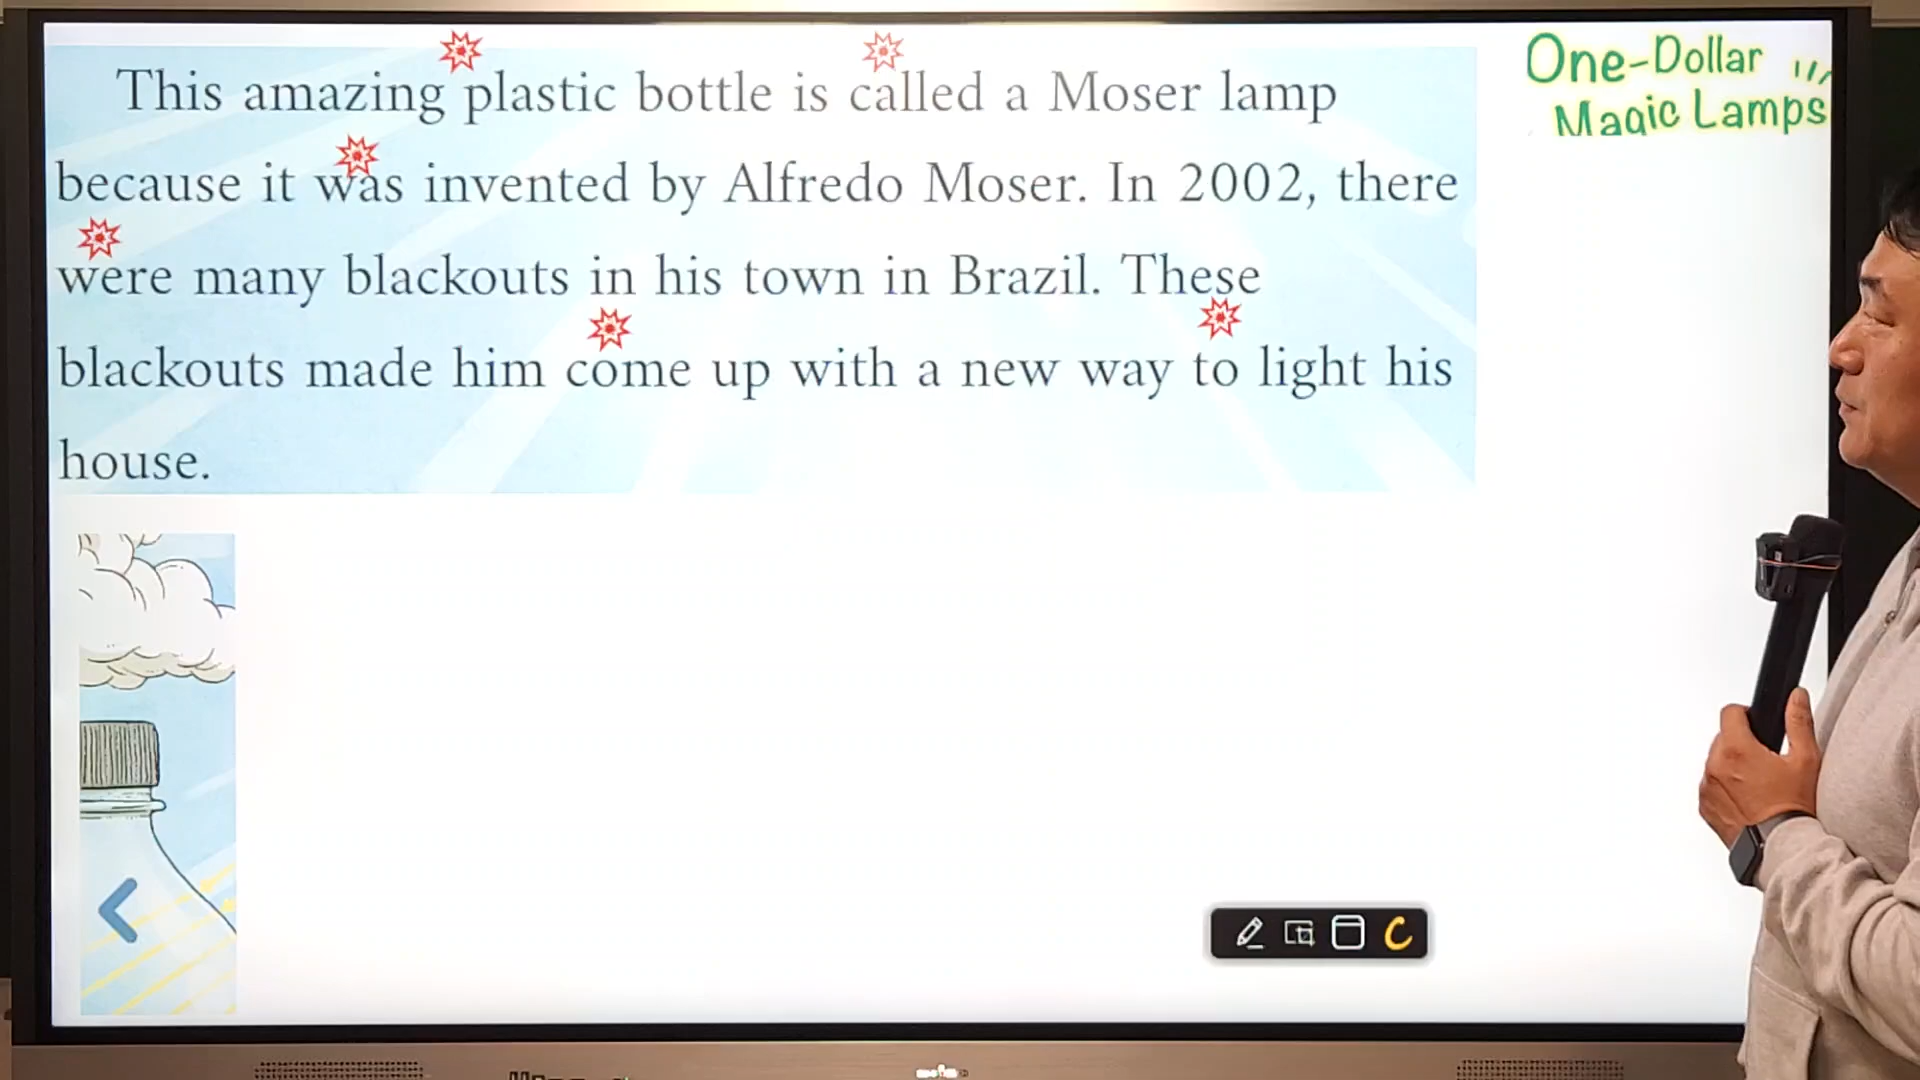 This amazing plastic bottle is called a Moser lamp
because it was invented by Alfredo Moser. In 2002, there
were many blackouts in his town in Brazil. These
blackouts made him come up with a new way to light his
house.
One-Dollar
Magic Lamps